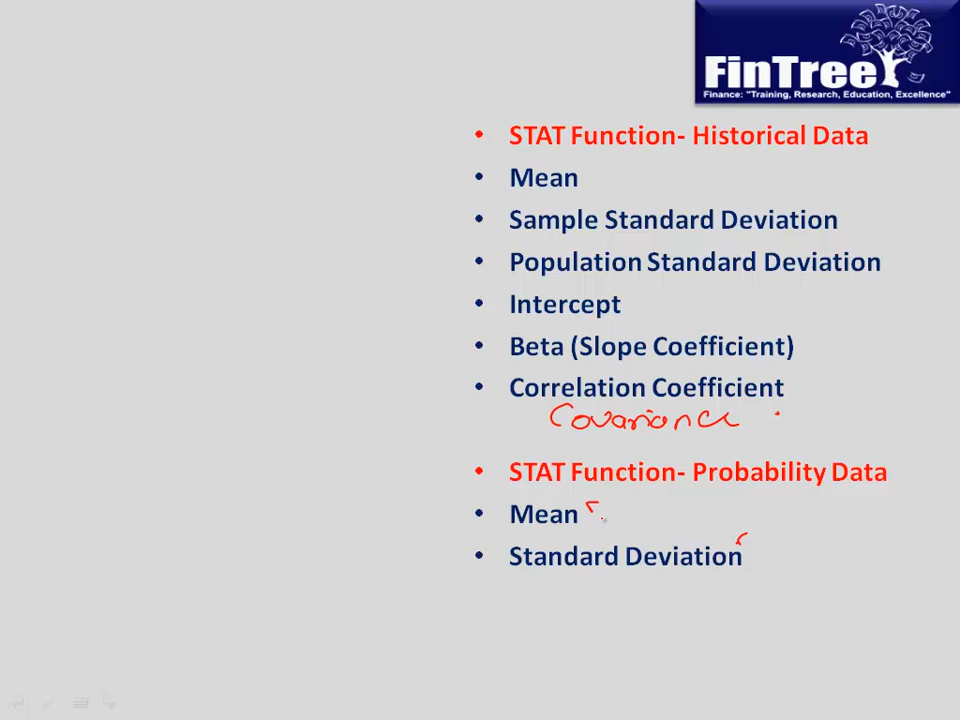 FinTree
Finance: "Training, Research, Education, Excellence"
• STAT Function- Historical Data
• Mean
• Sample Standard Deviation
• Population Standard Deviation
• Intercept
• Beta (Slope Coefficient)
• Correlation Coefficient
Covariance
• STAT Function- Probability Data
• Mean
• Standard Deviation